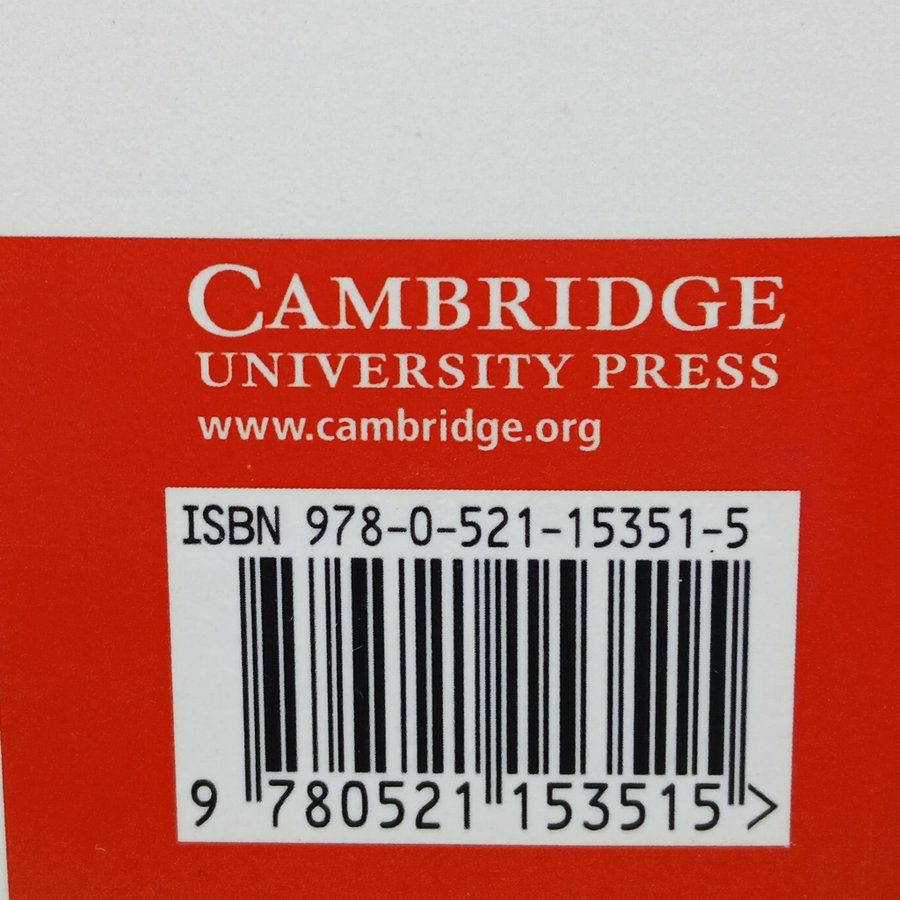 CAMBRIDGE
UNIVERSITY PRESS
www.cambridge.org
ISBN 978-0-521-15351-5
9 780521 153515 >